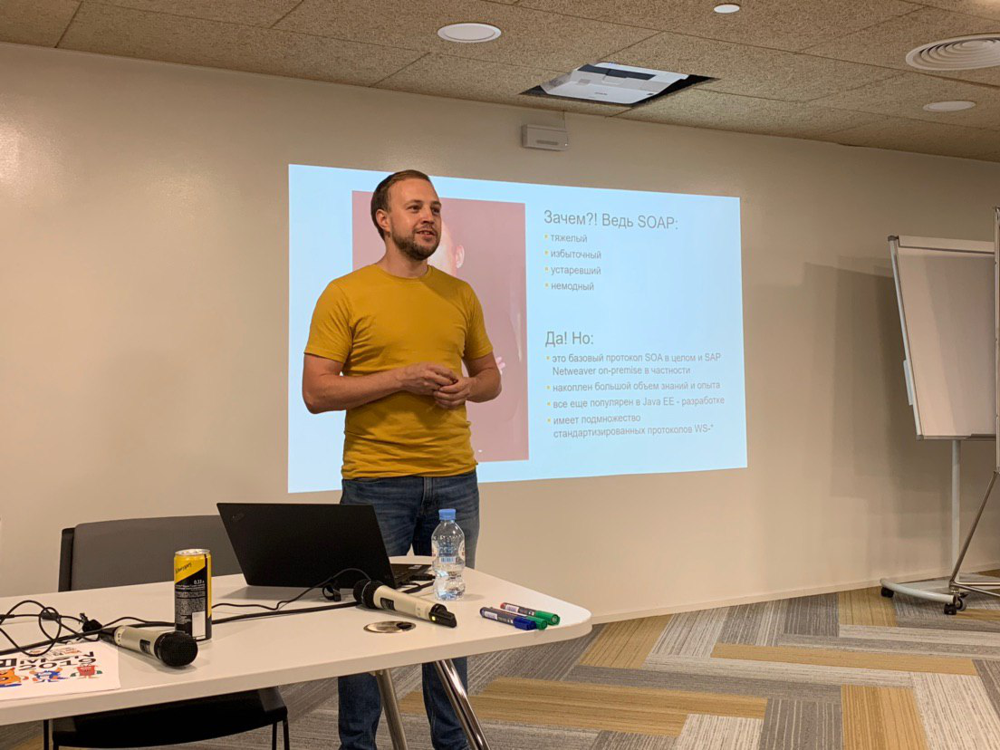 Зачем?! Ведь SOAP:
тяжелый
избыточный
устаревший
немодный
Да! Но:
это базовый протокол SOA в целом и SAP
Netweaver on-premise в частности
накоплен большой объем знаний и опыта
все еще популярен в Java EE - разработке
имеет подмножество
стандартизированных протоколов WS-*